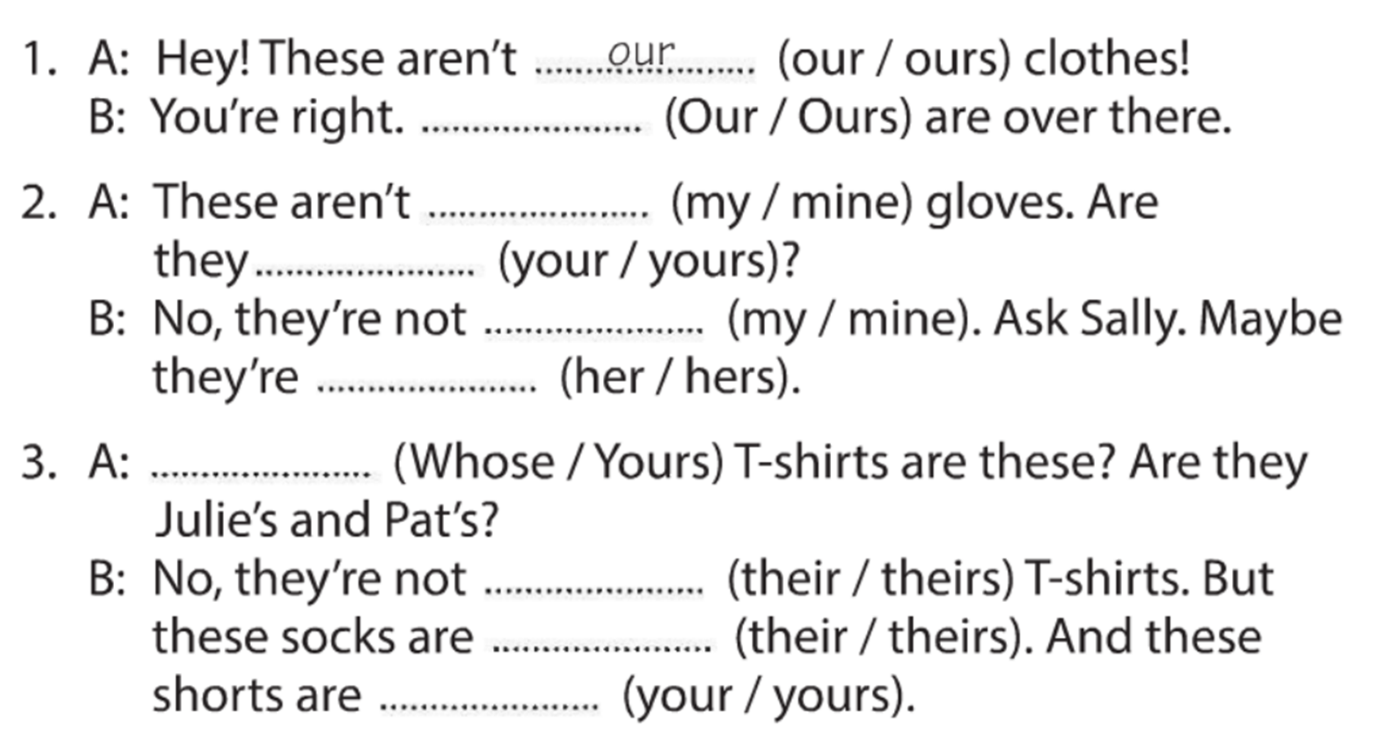 1. A: Hey! These aren't ......our...... (our / ours) clothes!
B: You're right. ...................... (Our / Ours) are over there.
2. A: These aren't ...................... (my / mine) gloves. Are
they...................... (your / yours)?
B: No, they're not ...................... (my / mine). Ask Sally. Maybe
they're ...................... (her / hers).
3. A: ...................... (Whose / Yours) T-shirts are these? Are they
Julie's and Pat's?
B: No, they're not ...................... (their / theirs) T-shirts. But
these socks are ...................... (their / theirs). And these
shorts are ...................... (your / yours).